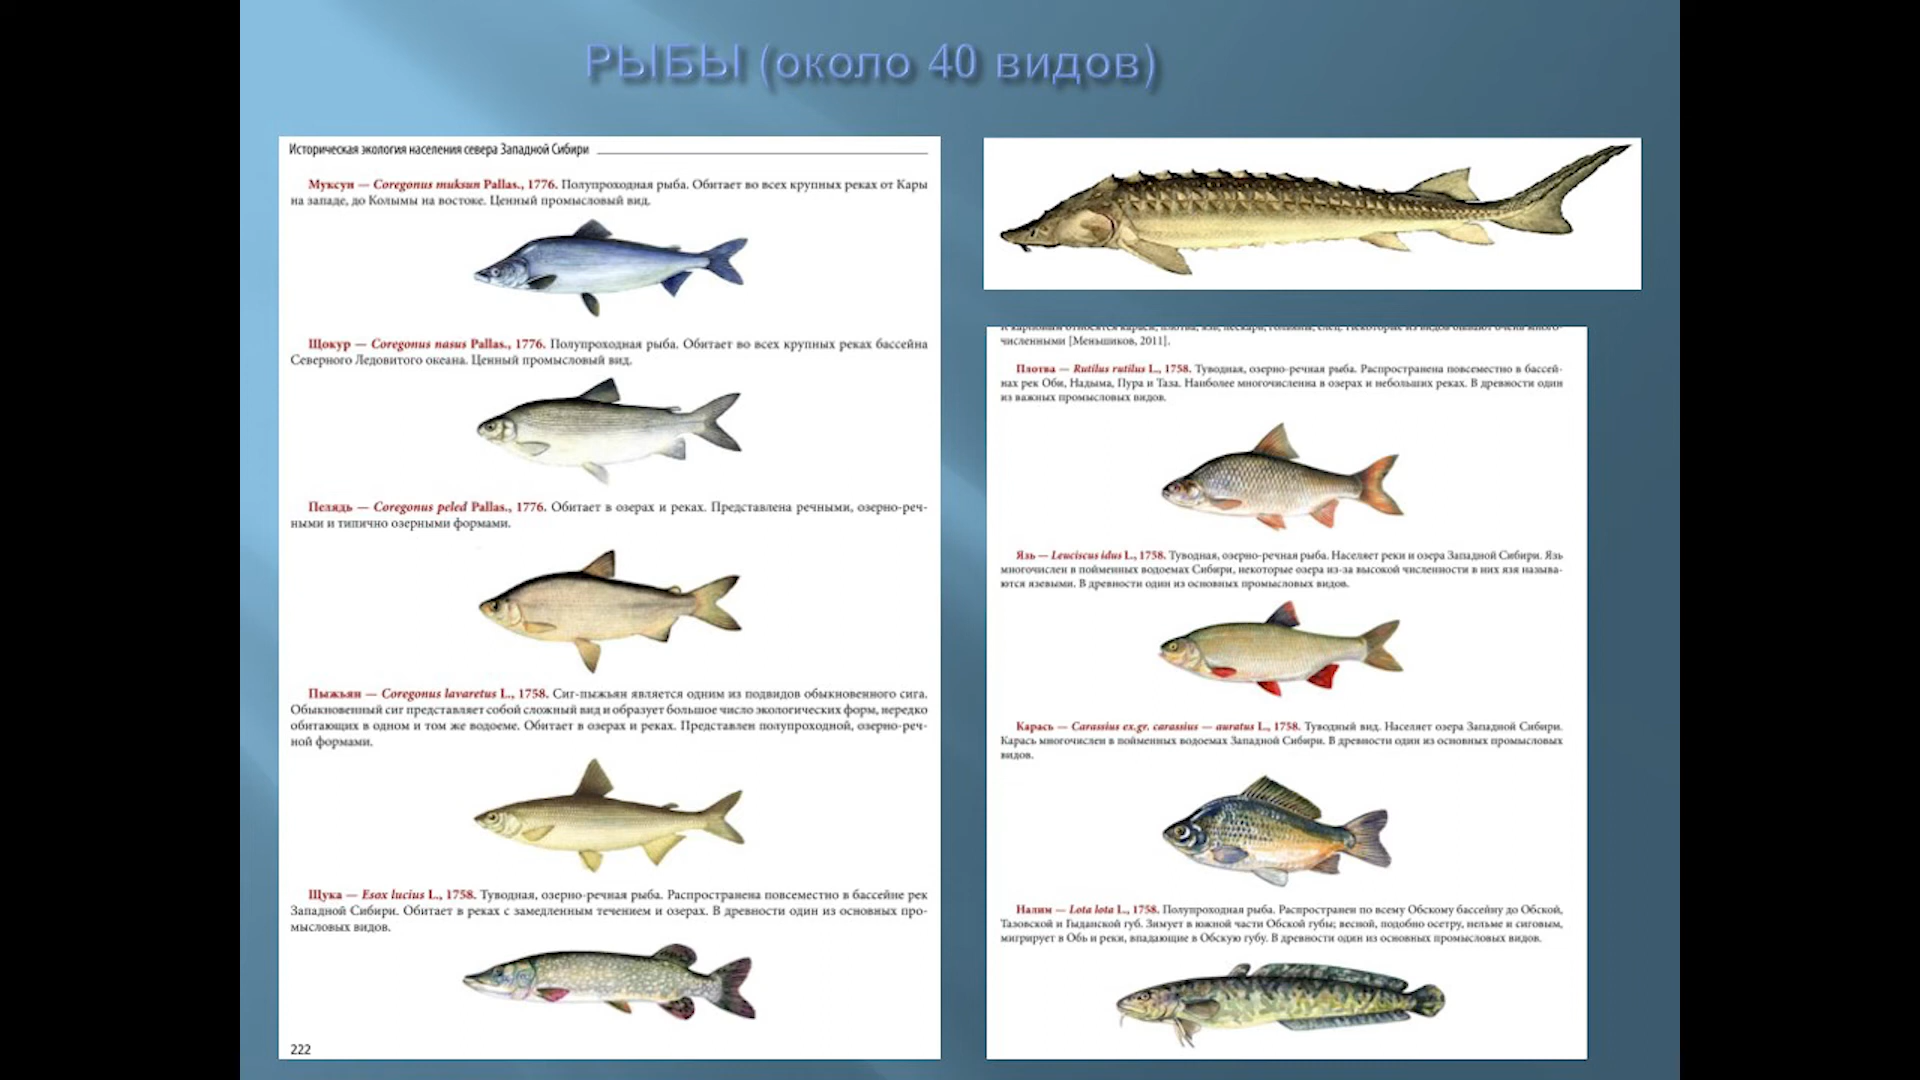 РЫБЫ (около 40 видов)
Историческая экология населения севера Западной Сибири
Муксун — Coregonus muksun Pallas., 1776. Полупроходная рыба. Обитает во всех крупных реках от Кары
на западе, до Колымы на востоке. Ценный промысловый вид.
Щокур — Coregonus nasus Pallas., 1776. Полупроходная рыба. Обитает во всех крупных реках бассейна
Северного Ледовитого океана. Ценный промысловый вид.
Пелядь — Coregonus peled Pallas., 1776. Обитает в озерах и реках. Представлена речными, озерно-реч-
ными и типично озерными формами.
Пыжьян — Coregonus lavaretus L., 1758. Сиг-пыжьян является одним из подвидов обыкновенного сига.
Обыкновенный сиг представляет собой сложный вид и образует большое число экологических форм, нередко
обитающих в одном и том же водоеме. Обитает в озерах и реках. Представлен полупроходной, озерно-реч-
ной формами.
Щука — Esox lucius L., 1758. Туводная, озерно-речная рыба. Распространена повсеместно в бассейне рек
Западной Сибири. Обитает в реках с замедленным течением и озерах. В древности один из основных про-
мысловых видов.
222
численными [Меньшиков, 2011].
Плотва — Rutilus rutilus L., 1758. Туводная, озерно-речная рыба. Распространена повсеместно в бассей-
нах рек Оби, Надыма, Пура и Таза. Наиболее многочисленна в озерах и небольших реках. В древности один
из важных промысловых видов.
Язь — Leuciscus idus L., 1758. Туводная, озерно-речная рыба. Населяет реки и озера Западной Сибири. Язь
многочислен в пойменных водоемах Сибири, некоторые озера из-за высокой численности в них язя называ-
ются язевыми. В древности один из основных промысловых видов.
Карась — Carassius ex.gr. carassius — auratus L., 1758. Туводный вид. Населяет озера Западной Сибири.
Карась многочислен в пойменных водоемах Западной Сибири. В древности один из основных промысловых
видов.
Налим — Lota lota L., 1758. Полупроходная рыба. Распространен по всему Обскому бассейну до Обской,
Тазовской и Гыданской губ. Зимует в южной части Обской губы; весной, подобно осетру, нельме и сиговым,
мигрирует в Обь и реки, впадающие в Обскую губу. В древности один из основных промысловых видов.